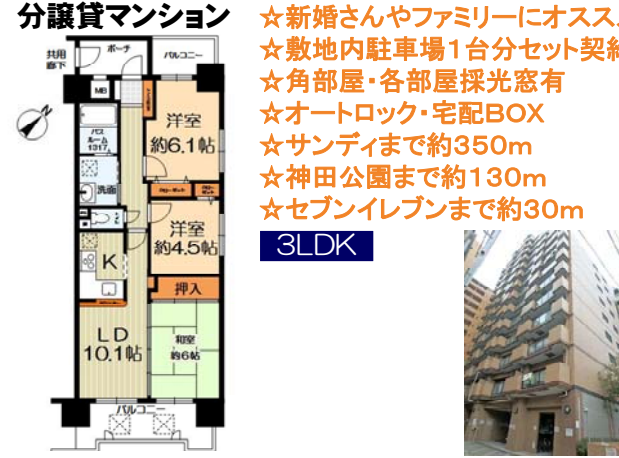 分譲貸マンション
☆新婚さんやファミリーにオスス
☆敷地内駐車場1台分セット契約
☆角部屋・各部屋採光窓有
☆オートロック・宅配BOX
☆サンディまで約350m
☆神田公園まで約130m
☆セブンイレブンまで約30m
3LDK
共用
廊下
ポーチ
バルコニー
MB
洋室
約6.1帖
バス
ルーム
1317
洗面
洋室
約4.5帖
K
押入
LD
10.1帖
和室
約6帖
バルコニー